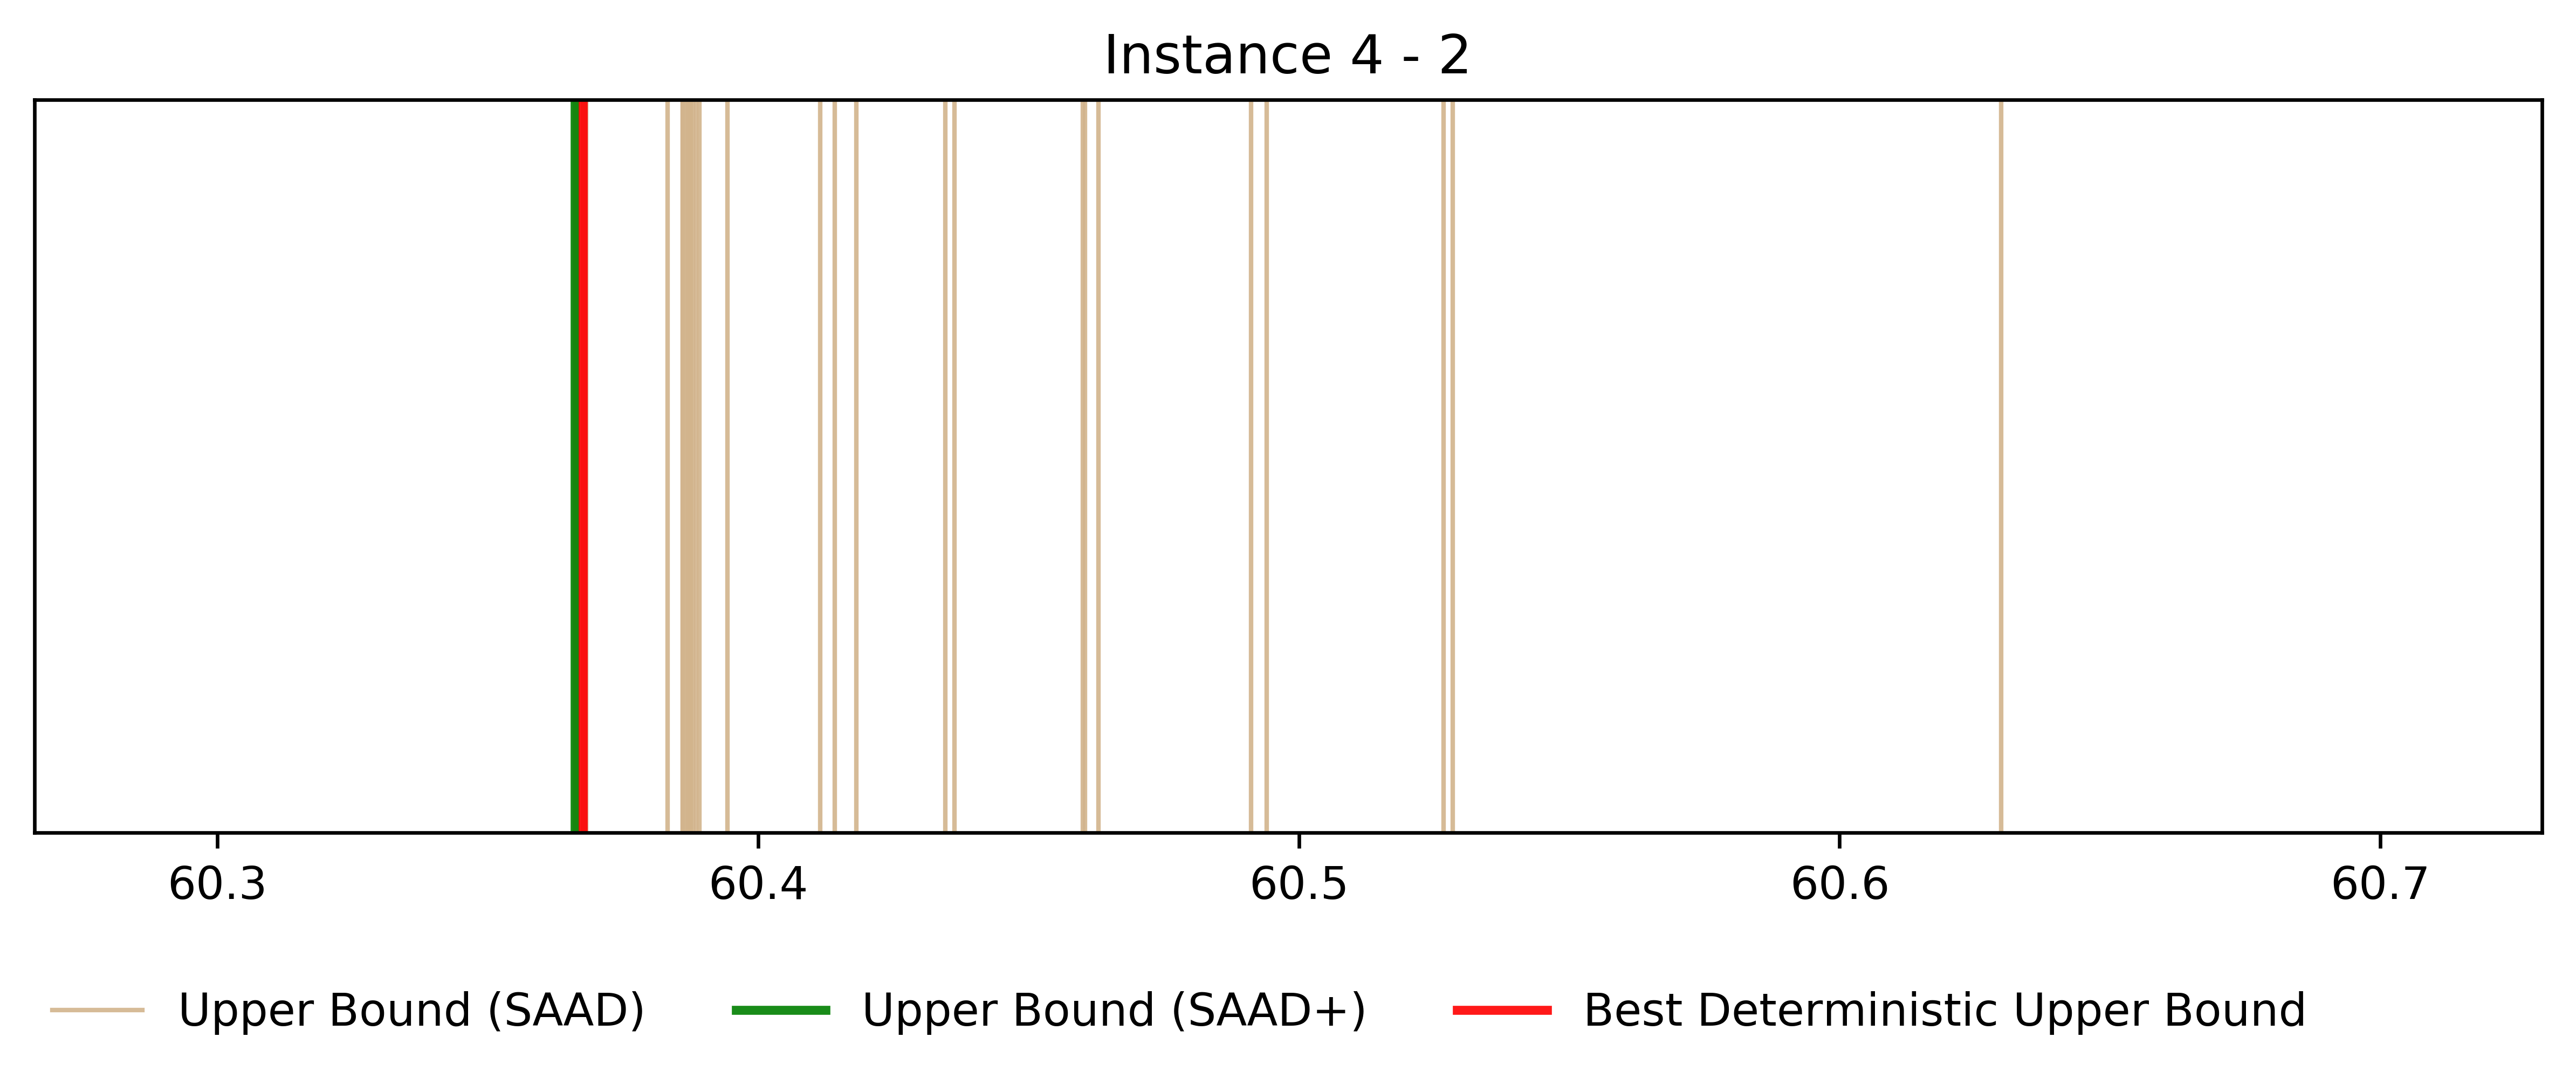 Instance 4 - 2
60.3 60.4 60.5 60.6 60.7
Upper Bound (SAAD) Upper Bound (SAAD+) Best Deterministic Upper Bound